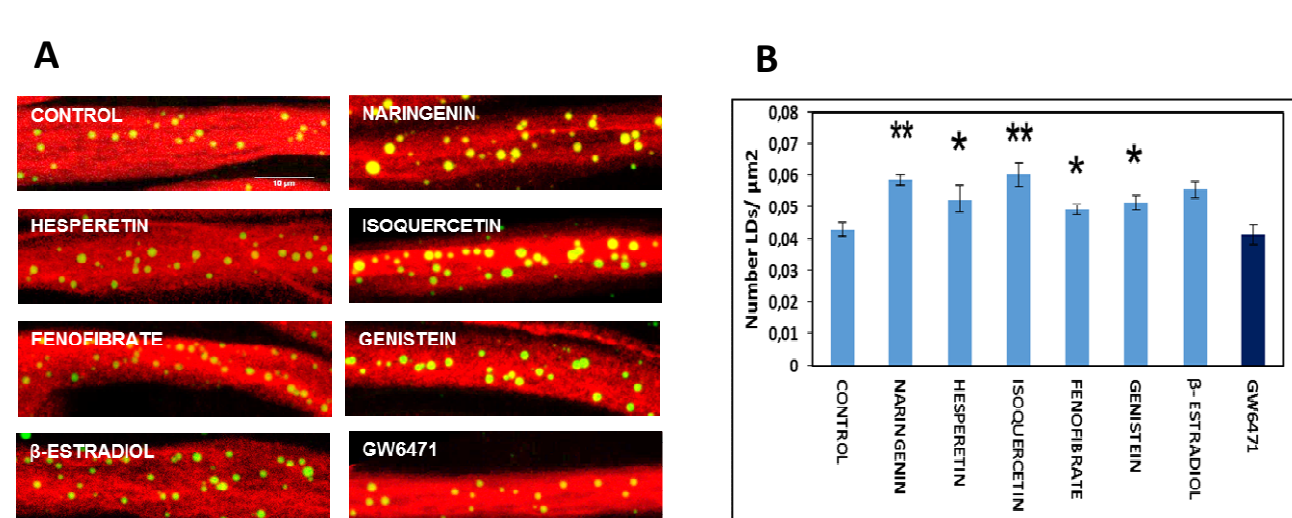 A
B
CONTROL
10 µm
NARINGENIN
HESPERETIN
ISOQUERCETIN
FENOFIBRATE
GENISTEIN
β-ESTRADIOL
GW6471
Number LDs/ µm2
0,08
0,07
0,06
0,05
0,04
0,03
0,02
0,01
0
**
*
**
*
*
CONTROL
NARINGENIN
HESPERETIN
ISOQUERCETIN
FENOFIBRATE
GENISTEIN
β- ESTRADIOL
GW6471